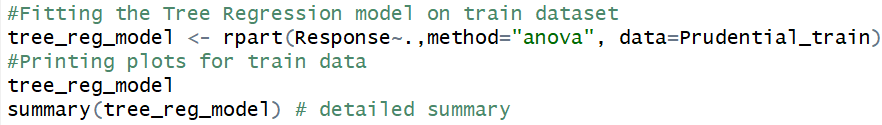 #Fitting the Tree Regression model on train dataset
tree_reg_model <- rpart(Response~.,method="anova", data=Prudential_train)
#Printing plots for train data
tree_reg_model
summary(tree_reg_model) # detailed summary